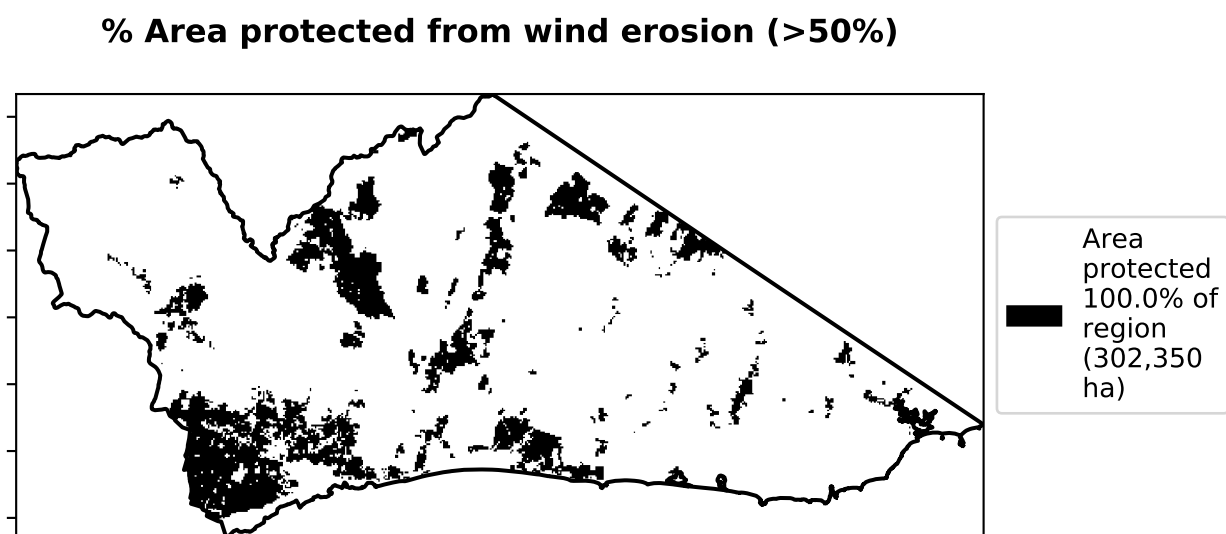 % Area protected from wind erosion (>50%)
Area
protected
100.0% of
region
(302,350
ha)